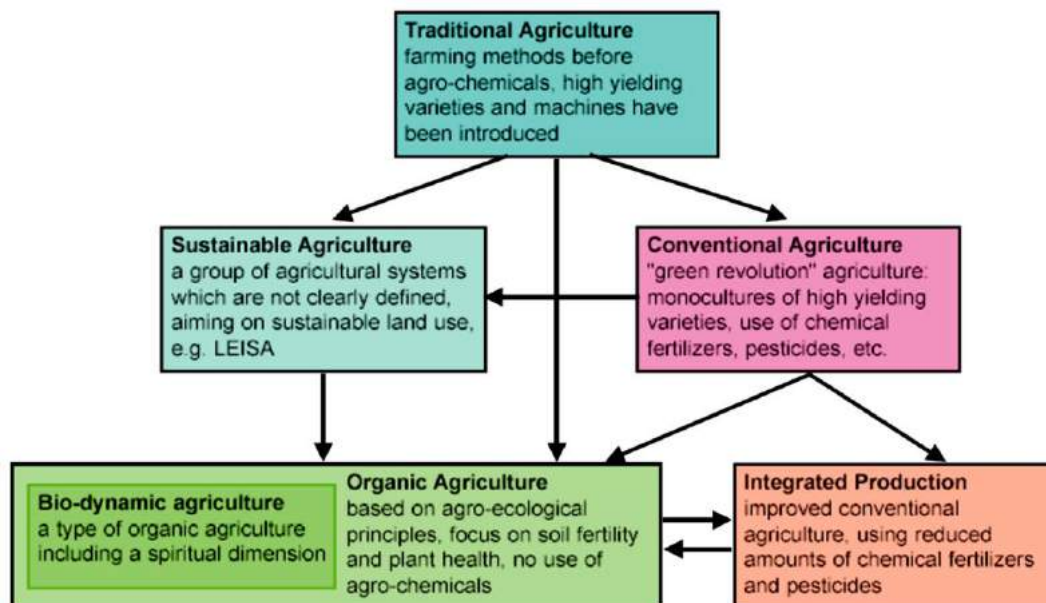 Traditional Agriculture
farming methods before
agro-chemicals, high yielding
varieties and machines have
been introduced
Sustainable Agriculture
a group of agricultural systems
which are not clearly defined,
aiming on sustainable land use,
e.g. LEISA
Conventional Agriculture
"green revolution" agriculture:
monocultures of high yielding
varieties, use of chemical
fertilizers, pesticides, etc.
Bio-dynamic agriculture
a type of organic agriculture
including a spiritual dimension
Organic Agriculture
based on agro-ecological
principles, focus on soil fertility
and plant health, no use of
agro-chemicals
Integrated Production
improved conventional
agriculture, using reduced
amounts of chemical fertilizers
and pesticides